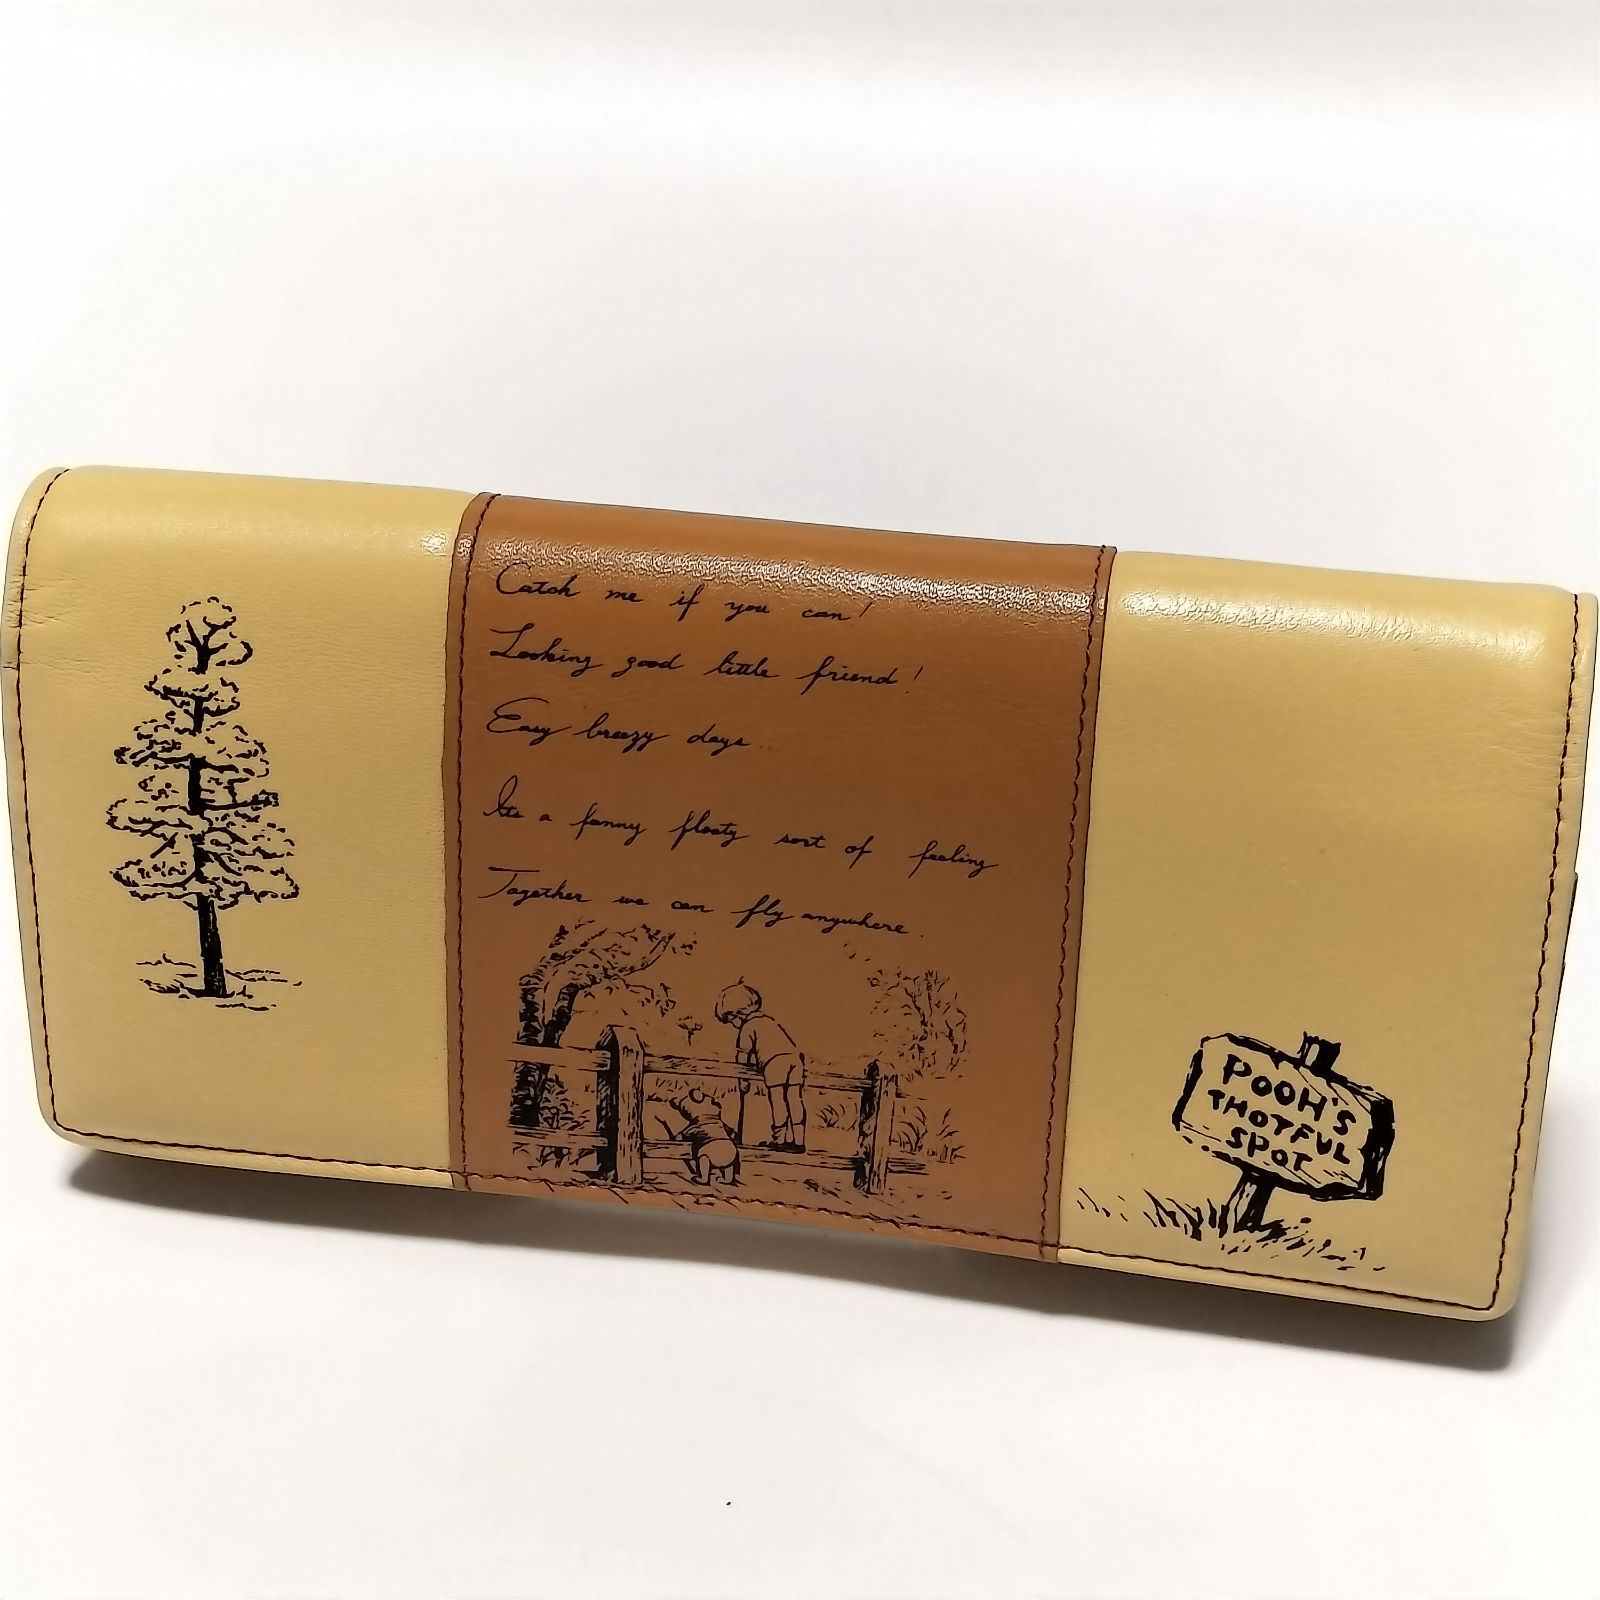 Catch me if you can!
Looking good little friend!
Easy breezy days...
Its a funny floaty sort of feeling
Together we can fly anywhere.
POOH'S
THOTFUL
SPOT